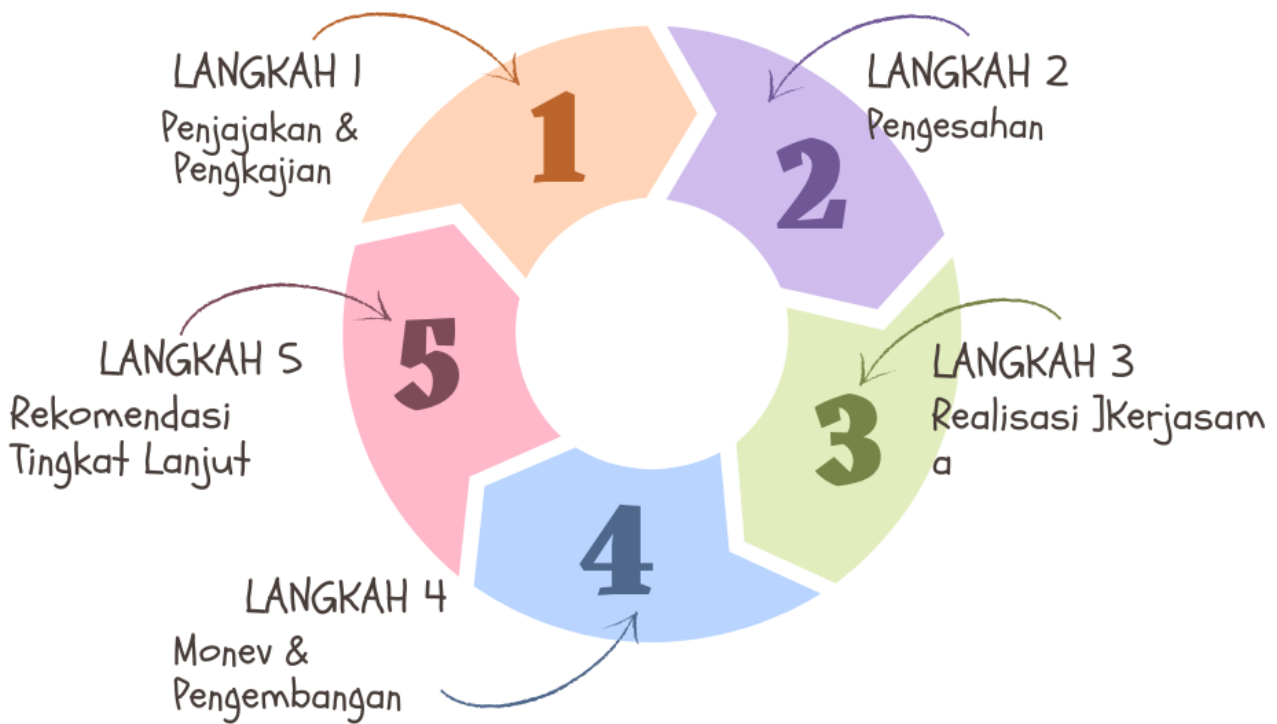 LANGKAH 1
Penjajakan &
Pengkajian
1
LANGKAH 2
Pengesahan
2
LANGKAH 3
Realisasi ]Kerjasam
a
3
LANGKAH 4
Monev &
Pengembangan
4
LANGKAH 5
Rekomendasi
Tingkat Lanjut
5